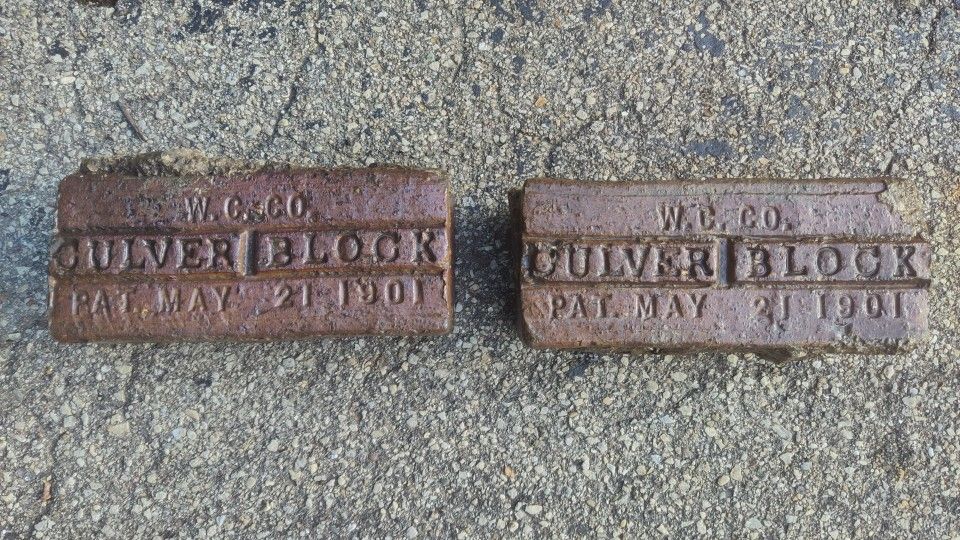 W. C. CO.
CULVER BLOCK
PAT. MAY 21 1901
W. C. CO.
CULVER BLOCK
PAT. MAY 21 1901